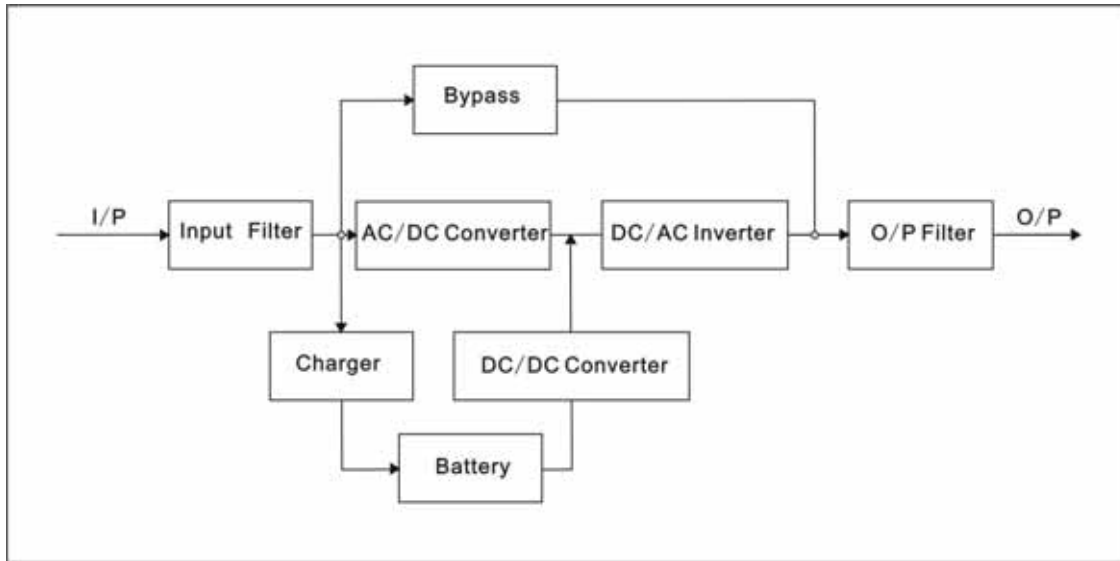 Bypass
I/P
Input Filter
AC/DC Converter
DC/AC Inverter
O/P Filter
O/P
Charger
DC/DC Converter
Battery